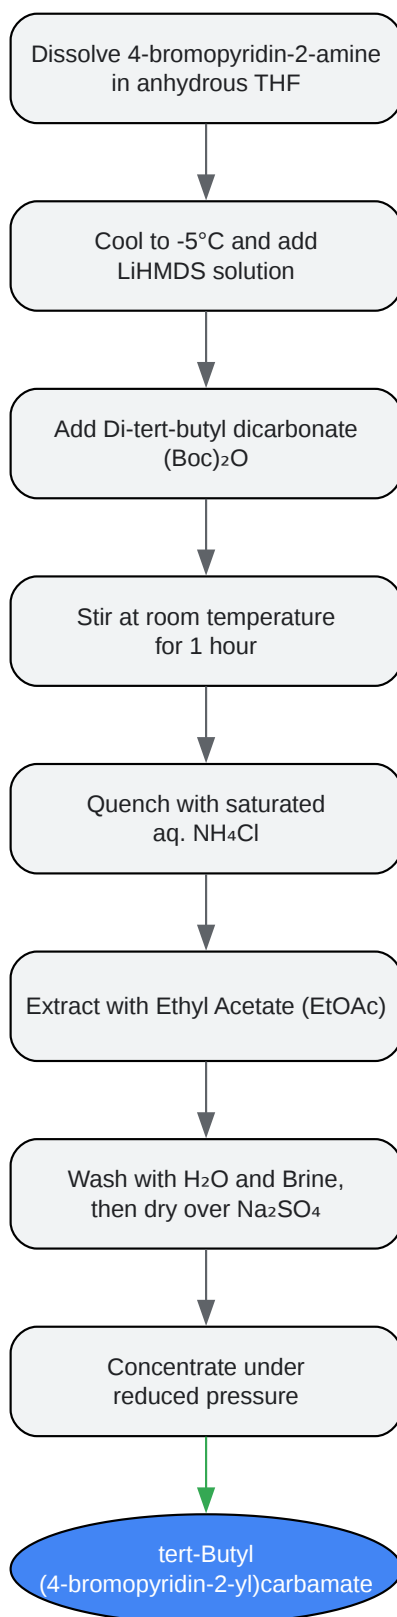 Dissolve 4-bromopyridin-2-amine
in anhydrous THF
Cool to -5°C and add
LiHMDS solution
Add Di-tert-butyl dicarbonate
(Boc)₂O
Stir at room temperature
for 1 hour
Quench with saturated
aq. NH₄Cl
Extract with Ethyl Acetate (EtOAc)
Wash with H₂O and Brine,
then dry over Na₂SO₄
Concentrate under
reduced pressure
tert-Butyl
(4-bromopyridin-2-yl)carbamate